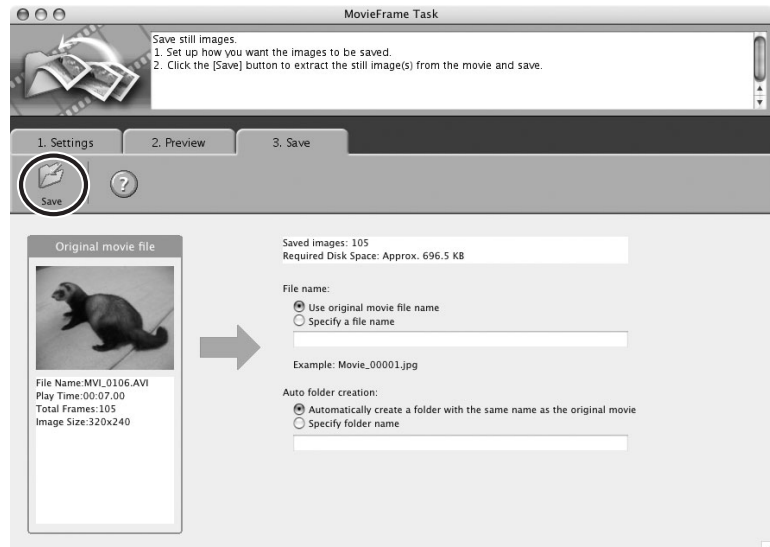 MovieFrame Task
Save still images.
1. Set up how you want the images to be saved.
2. Click the [Save] button to extract the still image(s) from the movie and save.
1. Settings
2. Preview
3. Save
Save
?
Original movie file
File Name:MVI_0106.AVI
Play Time:00:07.00
Total Frames:105
Image Size:320x240
Saved images: 105
Required Disk Space: Approx. 696.5 KB
File name:
Use original movie file name
Specify a file name
Example: Movie_00001.jpg
Auto folder creation:
Automatically create a folder with the same name as the original movie
Specify folder name